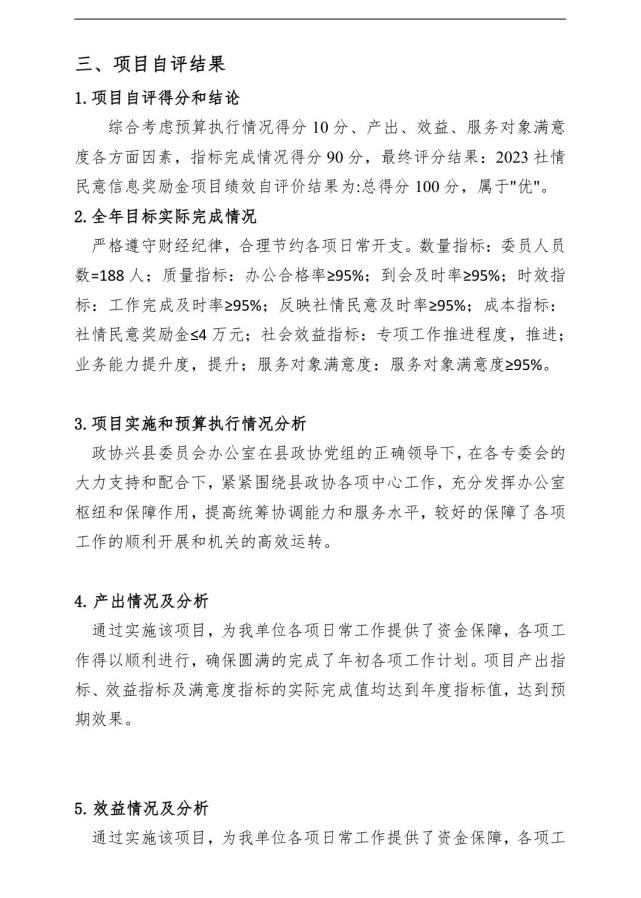 三、项目自评结果
1. 项目自评得分和结论
综合考虑预算执行情况得分 10 分、产出、效益、服务对象满意
度各方面因素，指标完成情况得分 90 分，最终评分结果：2023 社情
民意信息奖励金项目绩效自评价结果为:总得分 100 分，属于"优"。
2. 全年目标实际完成情况
严格遵守财经纪律，合理节约各项日常开支。数量指标：委员人员
数=188 人；质量指标：办公合格率≥95%；到会及时率≥95%；时效指
标：工作完成及时率≥95%；反映社情民意及时率≥95%；成本指标：
社情民意奖励金≤4 万元；社会效益指标：专项工作推进程度，推进；
业务能力提升度，提升；服务对象满意度：服务对象满意度≥95%。
3. 项目实施和预算执行情况分析
政协兴县委员会办公室在县政协党组的正确领导下，在各专委会的
大力支持和配合下，紧紧围绕县政协各项中心工作，充分发挥办公室
枢纽和保障作用，提高统筹协调能力和服务水平，较好的保障了各项
工作的顺利开展和机关的高效运转。
4. 产出情况及分析
通过实施该项目，为我单位各项日常工作提供了资金保障，各项工
作得以顺利进行，确保圆满的完成了年初各项工作计划。项目产出指
标、效益指标及满意度指标的实际完成值均达到年度指标值，达到预
期效果。
5. 效益情况及分析
通过实施该项目，为我单位各项日常工作提供了资金保障，各项工